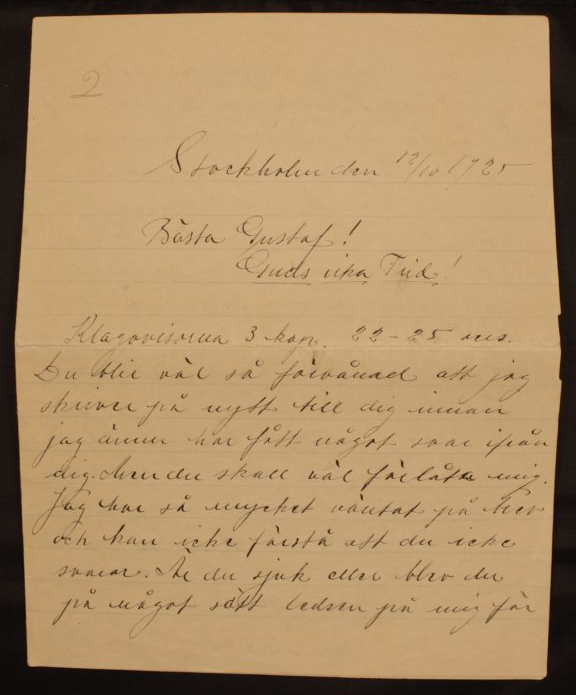 2
Stockholm den 12/10 1925
Bästa Gustaf!
Guds rika Frid!
Klagovisorna 3 kap. 22-25 vers.
Du blir väl så förvånad att jag
skriver på nytt till dig innan
jag ännu har fått något svar ifrån
dig. Men du skall väl förlåta mig.
Jag har så mycket väntat på brev
och kan icke förstå att du icke
svarar. Är du sjuk eller blev du
på något sätt ledsen på mig för